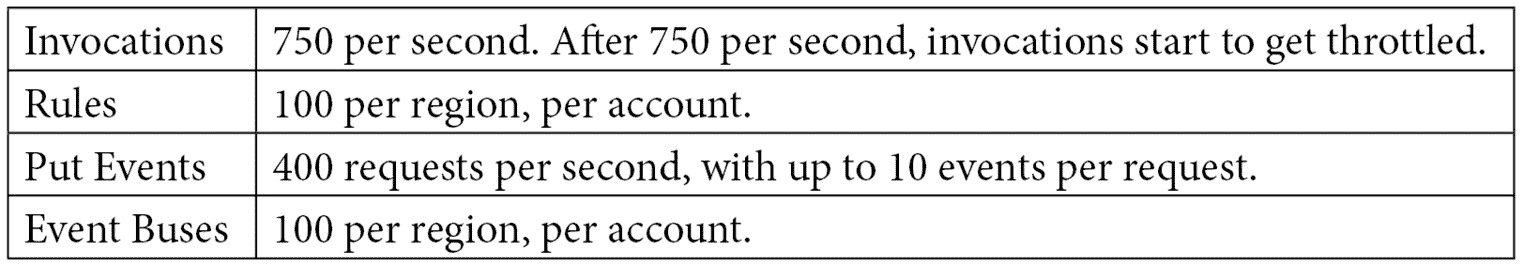 Invocations 750 per second. After 750 per second, invocations start to get throttled.
Rules 100 per region, per account.
Put Events 400 requests per second, with up to 10 events per request.
Event Buses 100 per region, per account.